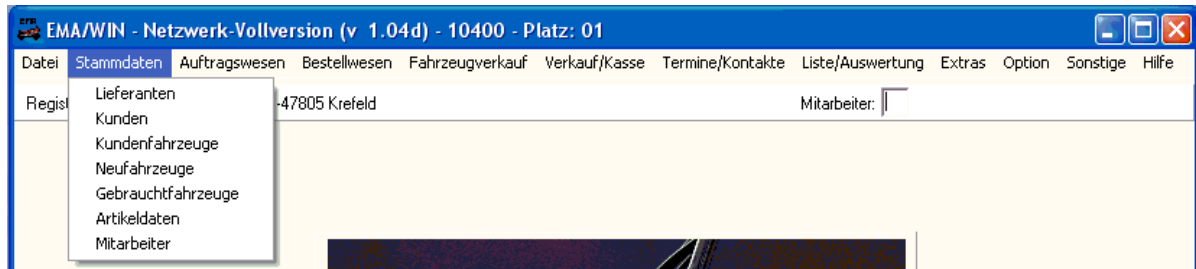 EMA/WIN - Netzwerk-Vollversion (v 1.04d) - 10400 - Platz: 01
Datei Stammdaten Auftragswesen Bestellwesen Fahrzeugverkauf Verkauf/Kasse Termine/Kontakte Liste/Auswertung Extras Option Sonstige Hilfe
Regist -47805 Krefeld Mitarbeiter:
Lieferanten
Kunden
Kundenfahrzeuge
Neufahrzeuge
Gebrauchtfahrzeuge
Artikeldaten
Mitarbeiter